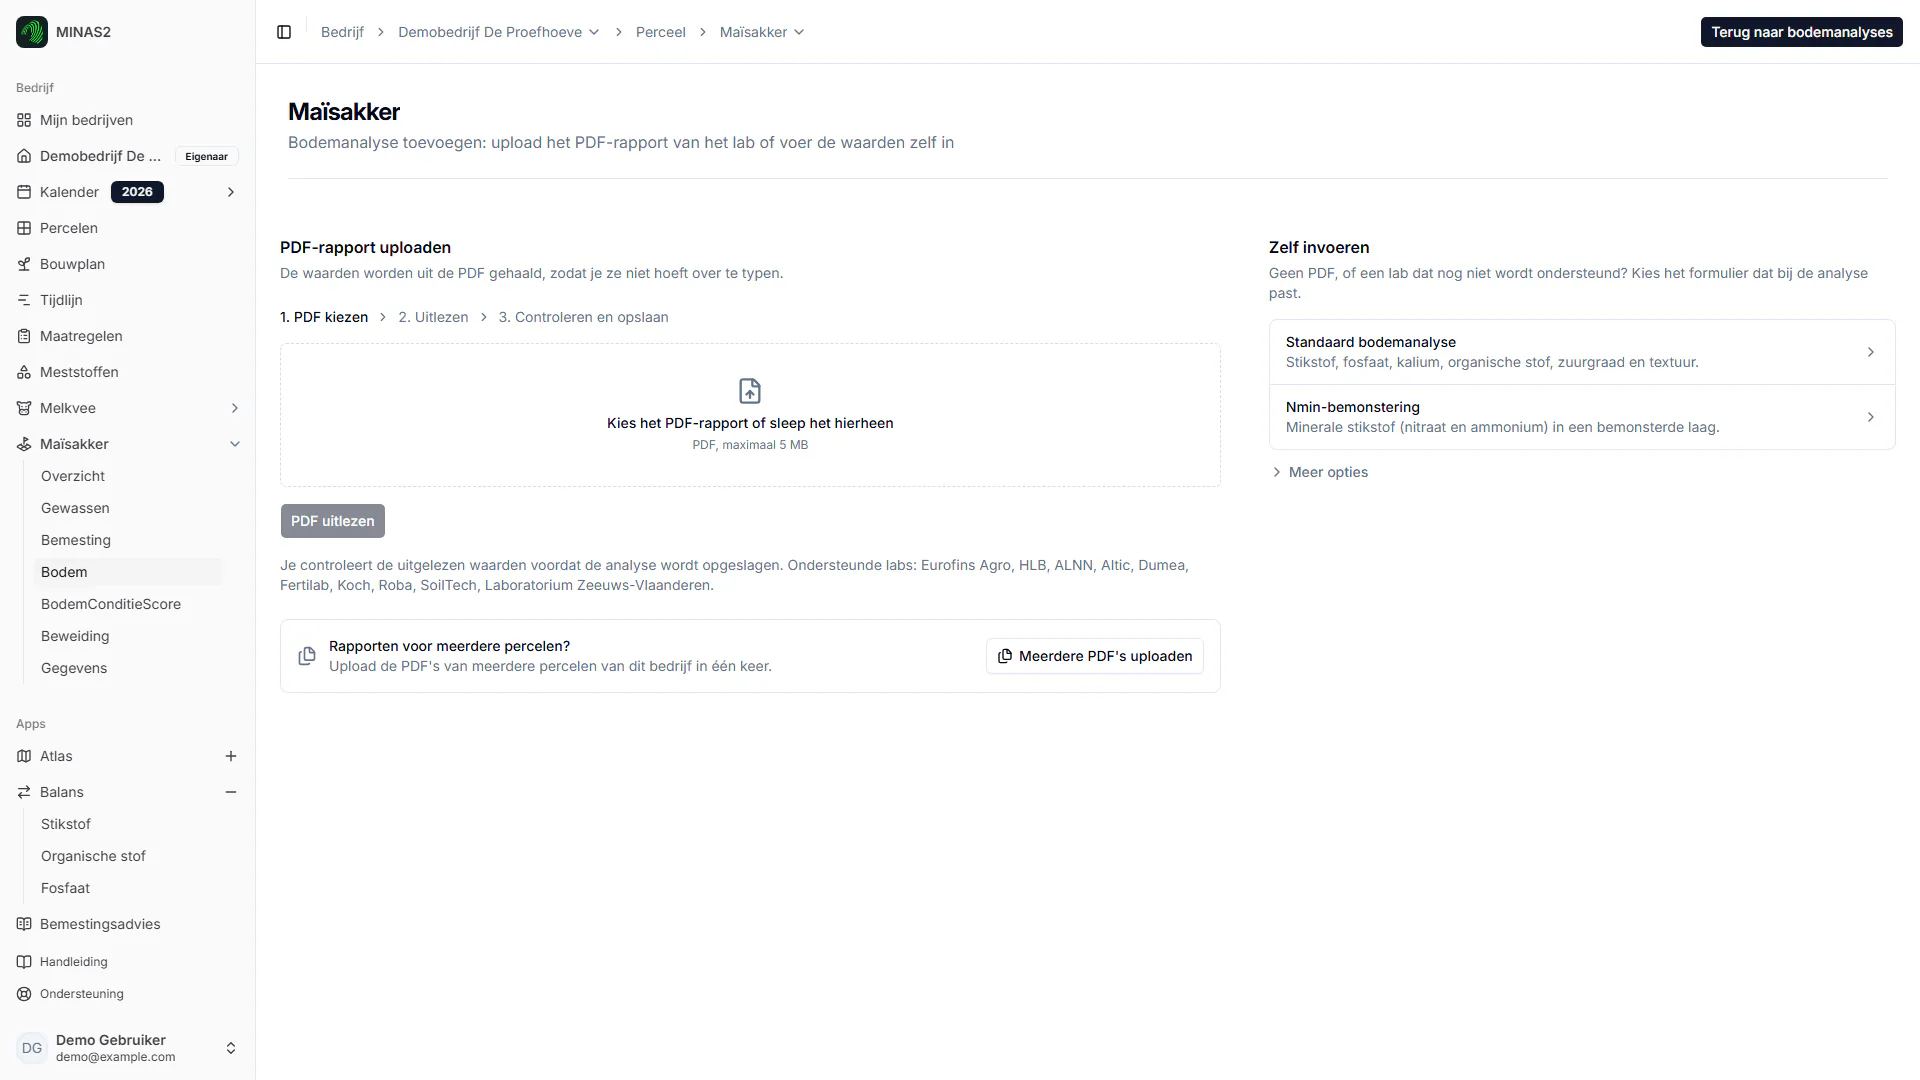 MINAS2
Bedrijf
Mijn bedrijven
Demobedrijf De ... Eigenaar
Kalender 2026
Percelen
Bouwplan
Tijdlijn
Maatregelen
Meststoffen
Melkvee
Maïsakker
Overzicht
Gewassen
Bemesting
Bodem
BodemConditieScore
Beweiding
Gegevens
Apps
Atlas
Balans
Stikstof
Organische stof
Fosfaat
Bemestingsadvies
Handleiding
Ondersteuning
DG Demo Gebruiker
demo@example.com
Bedrijf Demobedrijf De Proefhoeve Perceel Maïsakker
Terug naar bodemanalyses
Maïsakker
Bodemanalyse toevoegen: upload het PDF-rapport van het lab of voer de waarden zelf in
PDF-rapport uploaden
De waarden worden uit de PDF gehaald, zodat je ze niet hoeft over te typen.
1. PDF kiezen 2. Uitlezen 3. Controleren en opslaan
Kies het PDF-rapport of sleep het hierheen
PDF, maximaal 5 MB
PDF uitlezen
Je controleert de uitgelezen waarden voordat de analyse wordt opgeslagen. Ondersteunde labs: Eurofins Agro, HLB, ALNN, Altic, Dumea,
Fertilab, Koch, Roba, SoilTech, Laboratorium Zeeuws-Vlaanderen.
Rapporten voor meerdere percelen?
Upload de PDF's van meerdere percelen van dit bedrijf in één keer.
Meerdere PDF's uploaden
Zelf invoeren
Geen PDF, of een lab dat nog niet wordt ondersteund? Kies het formulier dat bij de analyse
past.
Standaard bodemanalyse
Stikstof, fosfaat, kalium, organische stof, zuurgraad en textuur.
Nmin-bemonstering
Minerale stikstof (nitraat en ammonium) in een bemonsterde laag.
Meer opties